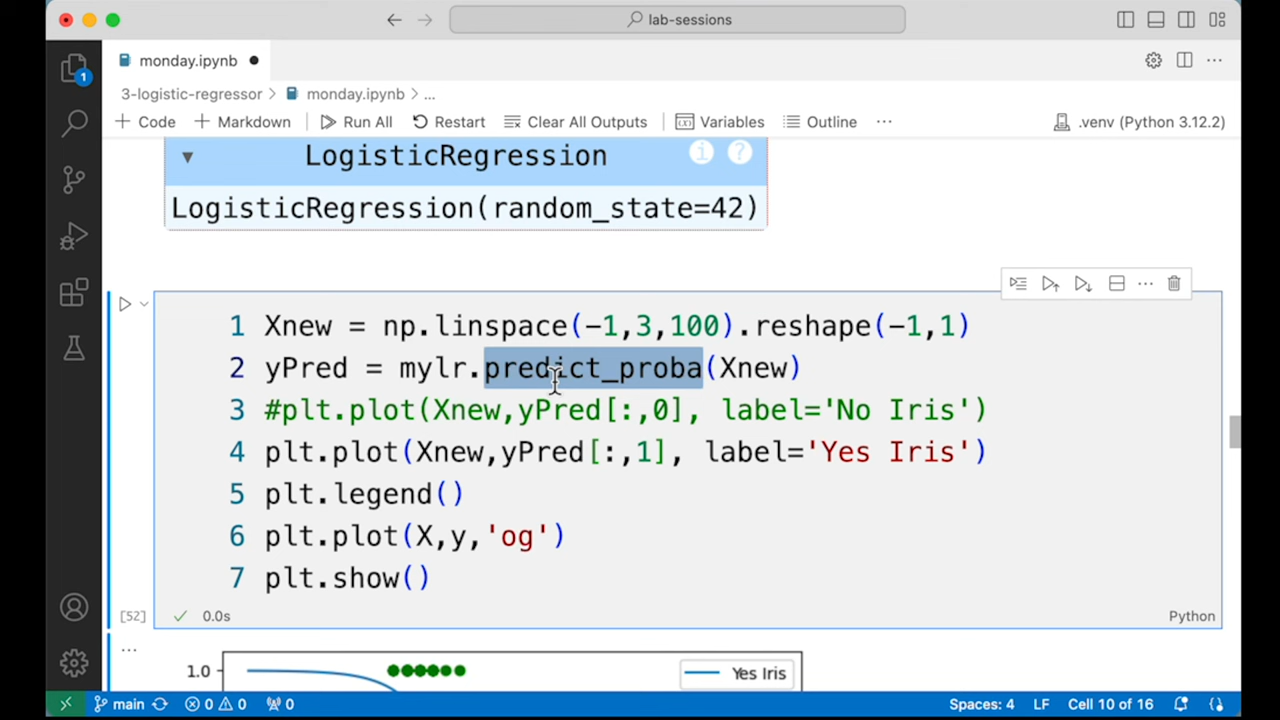 lab-sessions
monday.ipynb
3-logistic-regressor > monday.ipynb > ...
+ Code + Markdown Run All Restart Clear All Outputs Variables Outline ... .venv (Python 3.12.2)
1
LogisticRegression i ?
LogisticRegression(random_state=42)
1 Xnew = np.linspace(-1,3,100).reshape(-1,1)
2 yPred = mylr.predict_proba(Xnew)
3 #plt.plot(Xnew,yPred[:,0], label='No Iris')
4 plt.plot(Xnew,yPred[:,1], label='Yes Iris')
5 plt.legend()
6 plt.plot(X,y,'og')
7 plt.show()
[52] 0.0s Python
...
1.0 Yes Iris
main 0 0 0 Spaces: 4 LF Cell 10 of 16